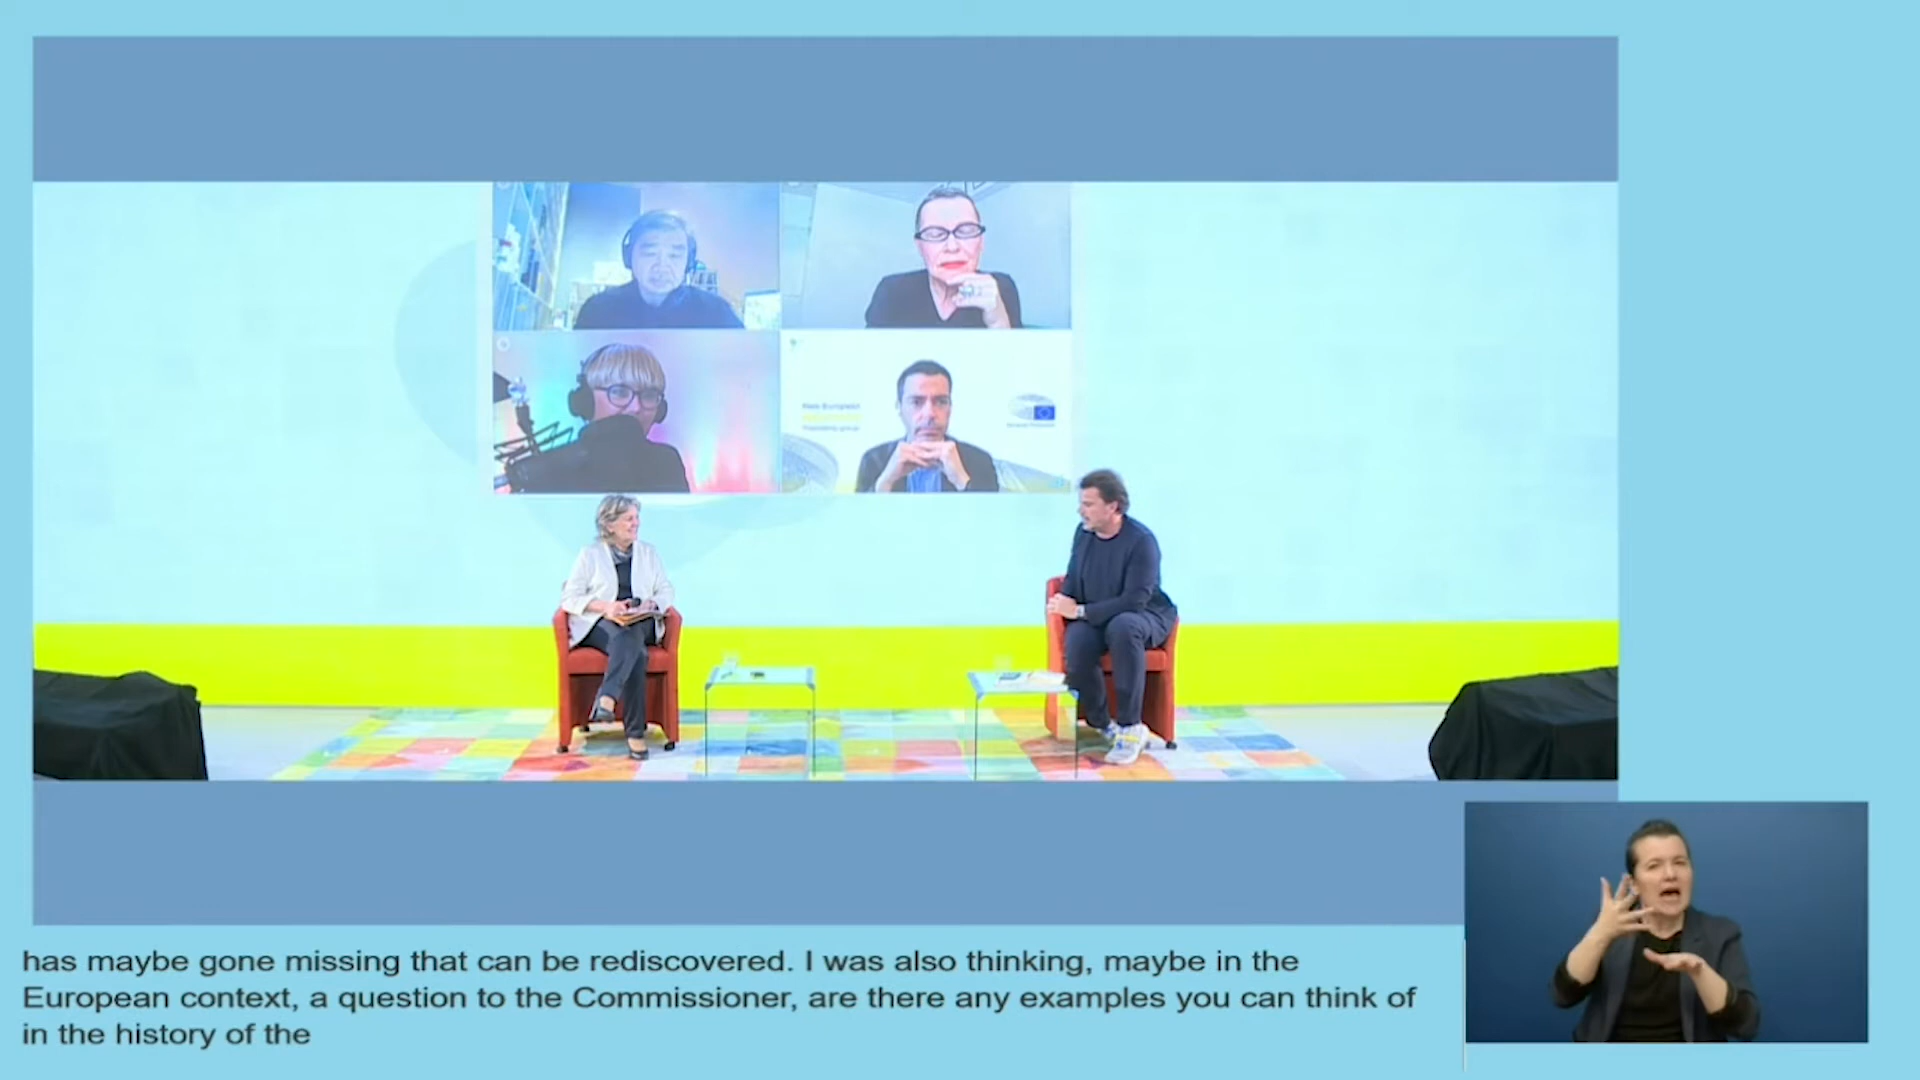 has maybe gone missing that can be rediscovered. I was also thinking, maybe in the
European context, a question to the Commissioner, are there any examples you can think of
in the history of the